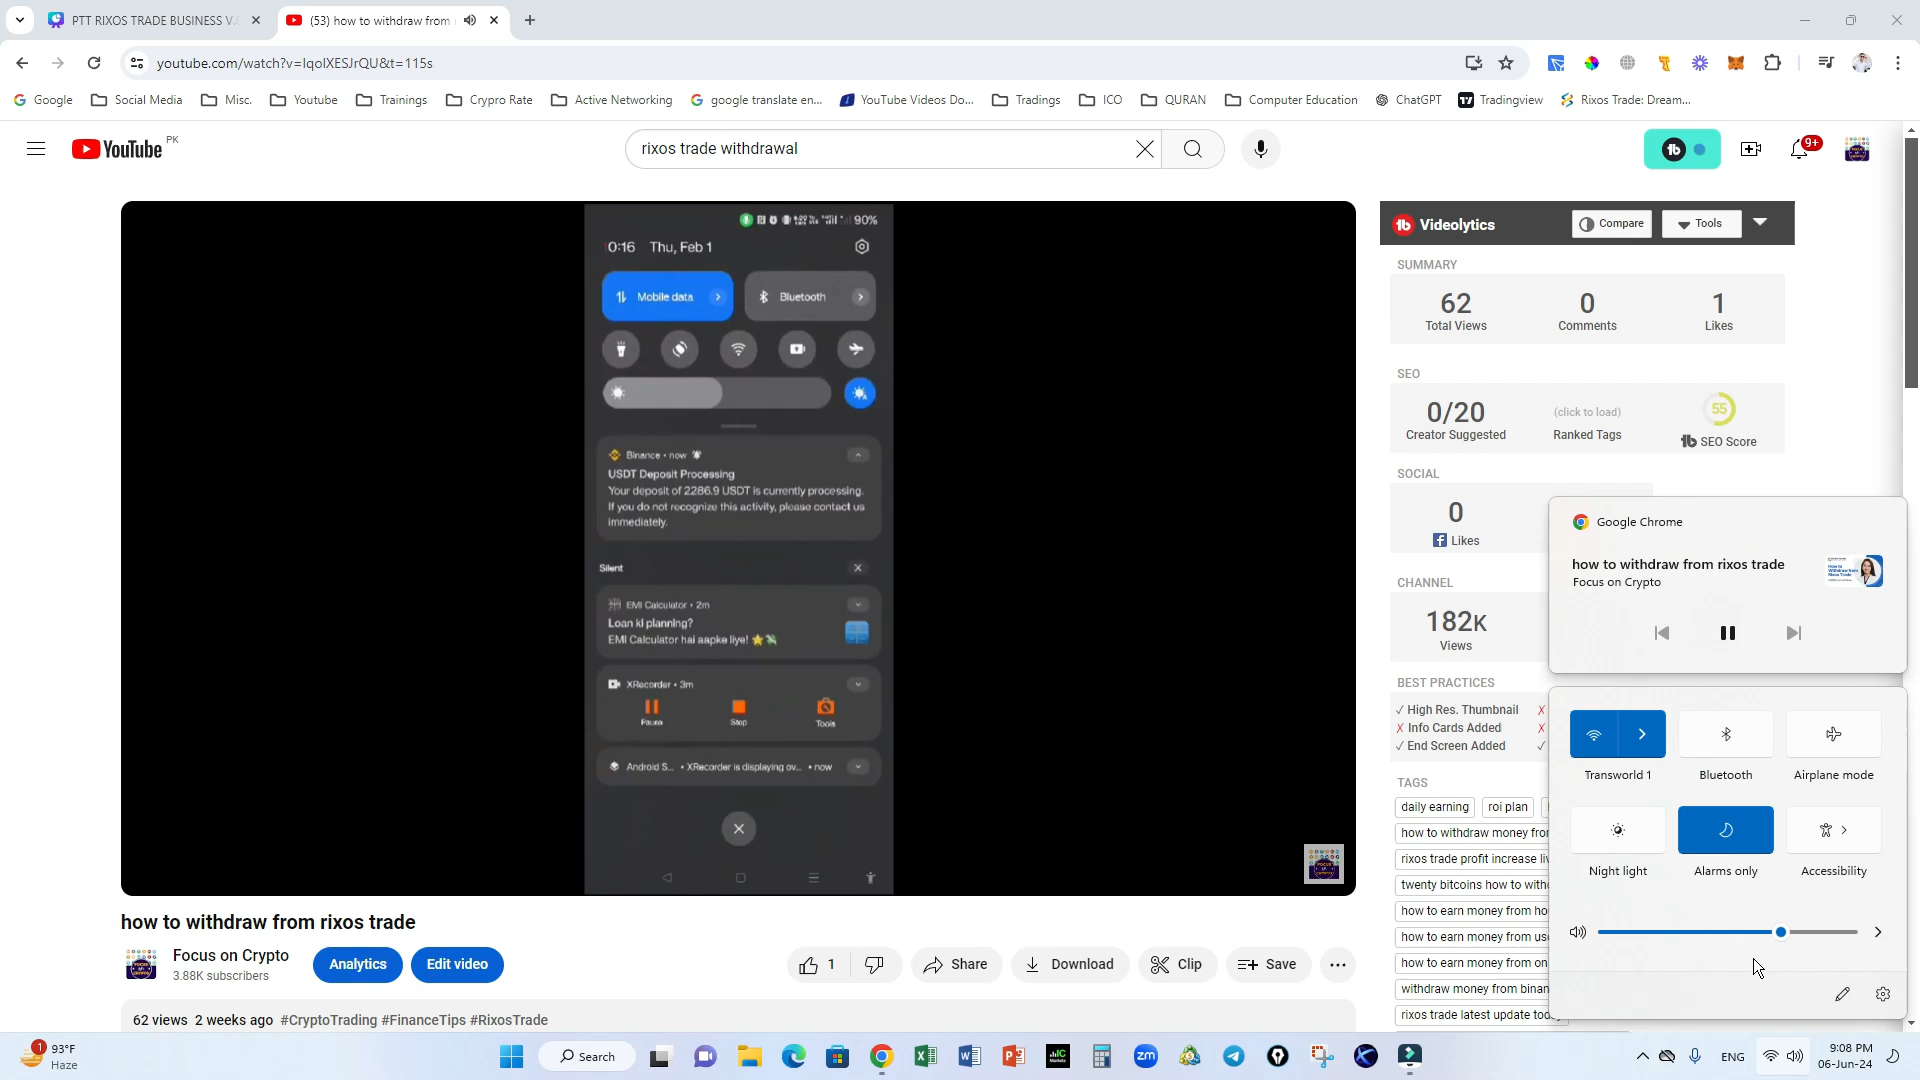 PTT RIXOS TRADE BUSINESS V.
(53) how to withdraw from
youtube.com/watch?v=IqoIXESJrQU&t=115s
Google
Social Media
Misc.
Youtube
Trainings
Crypro Rate
Active Networking
google translate en...
YouTube Videos Do...
Tradings
ICO
QURAN
Computer Education
ChatGPT
Tradingview
Rixos Trade: Dream...
YouTube PK
rixos trade withdrawal
9+
90%
0:16 Thu, Feb 1
Mobile data
Bluetooth
Binance • now
USDT Deposit Processing
Your deposit of 2286.9 USDT is currently processing.
If you do not recognize this activity, please contact us
immediately.
Silent
EMI Calculator • 2m
Loan ki planning?
EMI Calculator hai aapke liye!
XRecorder • 3m
Pause
Stop
Tools
Android S... • XRecorder is displaying ov... • now
how to withdraw from rixos trade
Focus on Crypto
3.88K subscribers
Analytics
Edit video
1
Share
Download
Clip
Save
62 views 2 weeks ago #CryptoTrading #FinanceTips #RixosTrade
Videolytics
Compare
Tools
SUMMARY
62
0
1
Total Views
Comments
Likes
SEO
0/20
(click to load)
55
Creator Suggested
Ranked Tags
SEO Score
SOCIAL
0
Likes
CHANNEL
182K
Views
BEST PRACTICES
✓ High Res. Thumbnail
X Info Cards Added
✓ End Screen Added
TAGS
daily earning
roi plan
how to withdraw money fro
rixos trade profit increase li
twenty bitcoins how to with
how to earn money from ho
how to earn money from us
how to earn money from on
withdraw money from binan
rixos trade latest update to
Google Chrome
how to withdraw from rixos trade
Focus on Crypto
Transworld 1
Bluetooth
Airplane mode
Night light
Alarms only
Accessibility
1
93°F
Haze
Search
ENG
9:08 PM
06-Jun-24